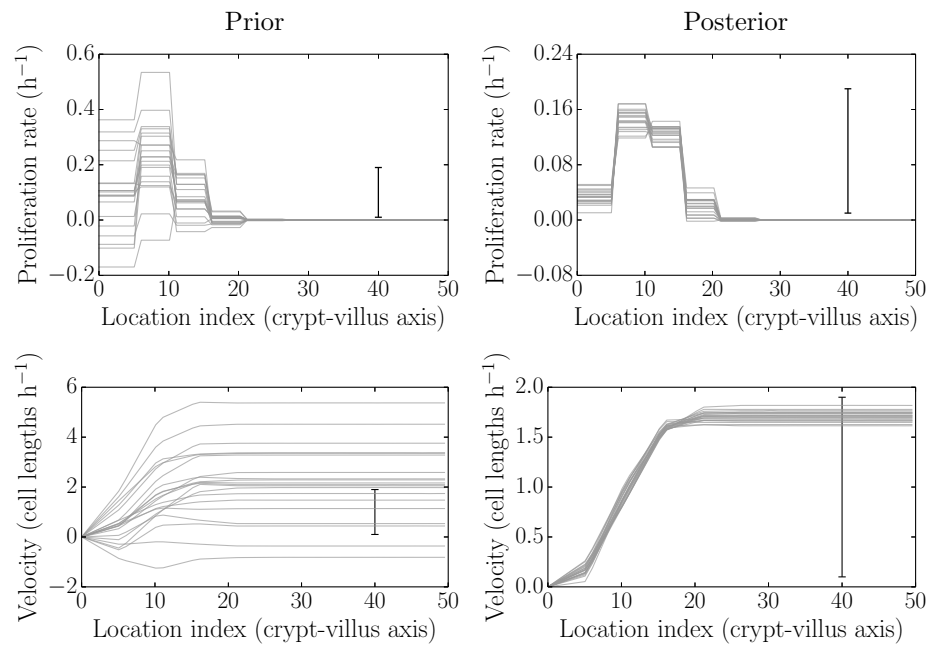 Prior
Posterior
Proliferation rate (h⁻¹)
0.6
0.4
0.2
0.0
−0.2
0 10 20 30 40 50
Location index (crypt-villus axis)
Proliferation rate (h⁻¹)
0.24
0.16
0.08
0.00
−0.08
0 10 20 30 40 50
Location index (crypt-villus axis)
Velocity (cell lengths h⁻¹)
6
4
2
0
−2
0 10 20 30 40 50
Location index (crypt-villus axis)
Velocity (cell lengths h⁻¹)
2.0
1.5
1.0
0.5
0.0
0 10 20 30 40 50
Location index (crypt-villus axis)